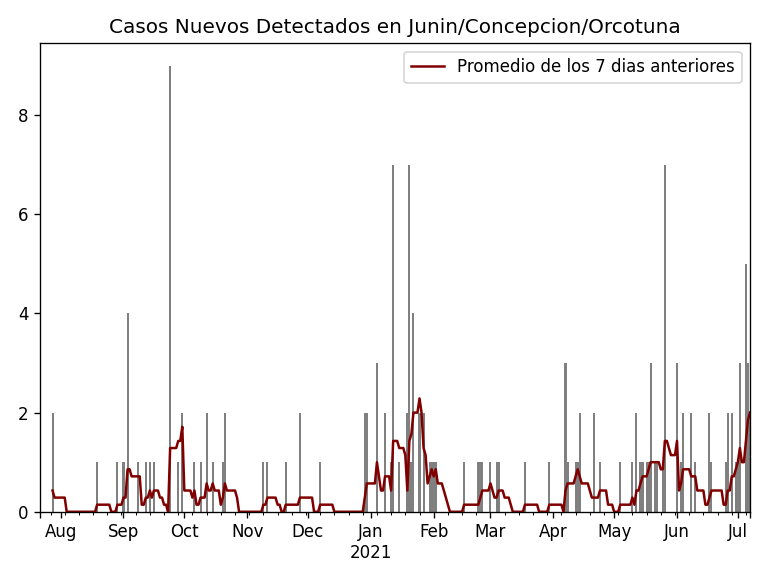 Casos Nuevos Detectados en Junin/Concepcion/Orcotuna
Promedio de los 7 dias anteriores
8
6
4
2
0
Aug Sep Oct Nov Dec Jan Feb Mar Apr May Jun Jul
2021